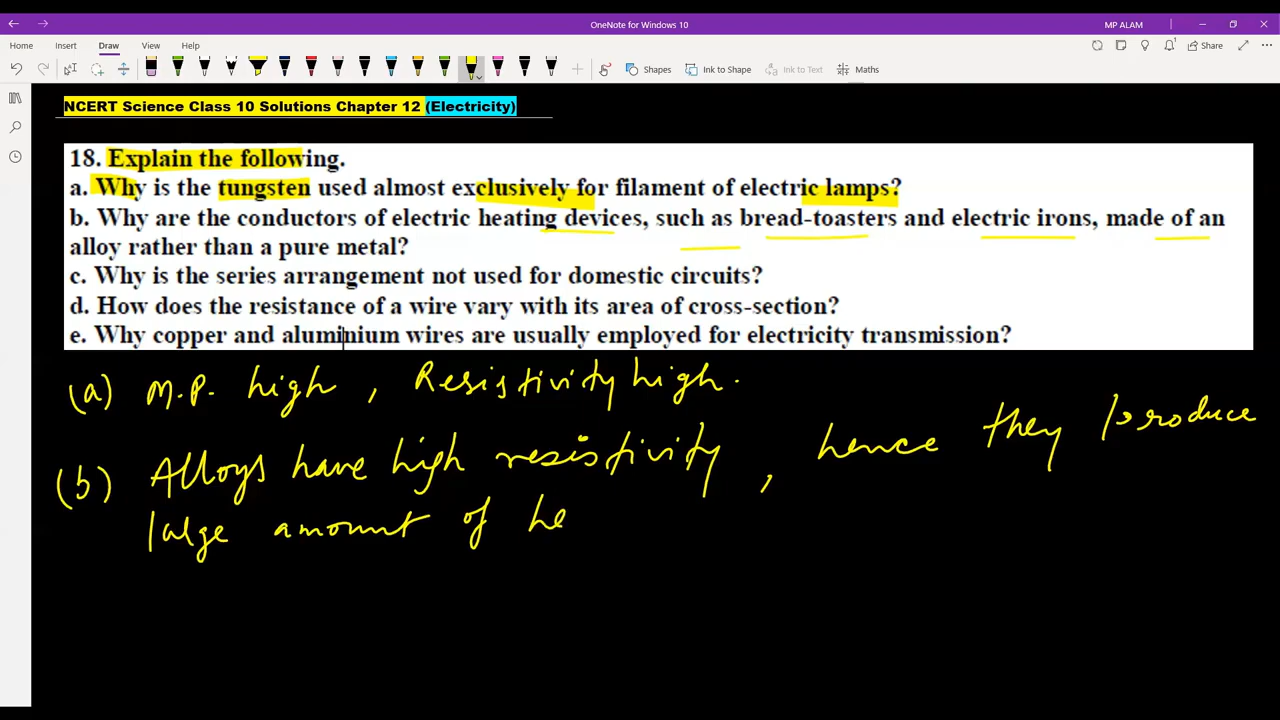 OneNote for Windows 10
MP ALAM
Home Insert Draw View Help
Share
Shapes Ink to Shape Ink to Text Maths
NCERT Science Class 10 Solutions Chapter 12 (Electricity)
18. Explain the following.
a. Why is the tungsten used almost exclusively for filament of electric lamps?
b. Why are the conductors of electric heating devices, such as bread-toasters and electric irons, made of an
alloy rather than a pure metal?
c. Why is the series arrangement not used for domestic circuits?
d. How does the resistance of a wire vary with its area of cross-section?
e. Why copper and aluminium wires are usually employed for electricity transmission?
(a) M.P. high, Resistivity high.
(b) Alloys have high resistivity, hence they produce
large amount of he